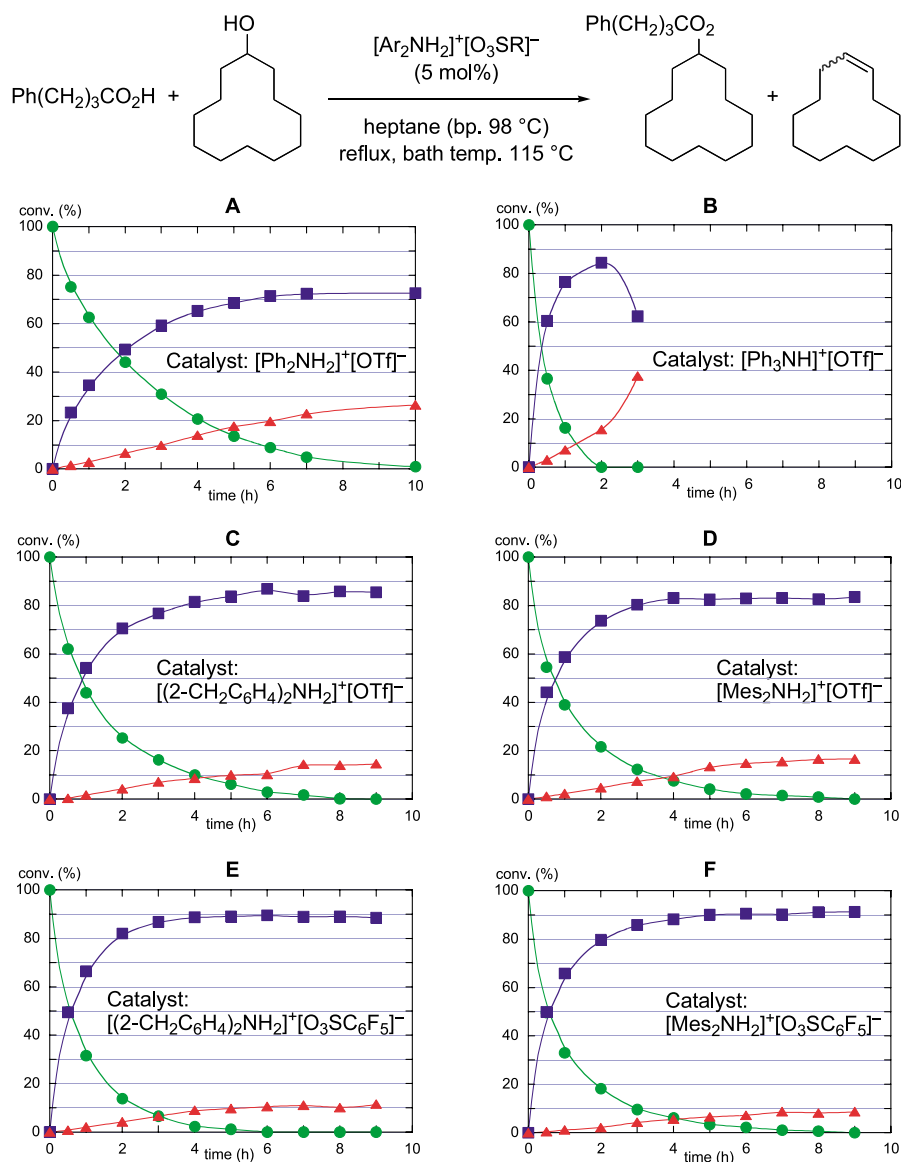 HO
Ph(CH₂)₃CO₂H +
[Ar₂NH₂]⁺[O₃SR]⁻
(5 mol%)
heptane (bp. 98 °C)
reflux, bath temp. 115 °C
Ph(CH₂)₃CO₂
+
A
conv. (%)
100
80
60
40
20
0
Catalyst: [Ph₂NH₂]⁺[OTf]⁻
0 2 4 6 8 10
time (h)
B
conv. (%)
100
80
60
40
20
0
Catalyst: [Ph₃NH]⁺[OTf]⁻
0 2 4 6 8 10
time (h)
C
conv. (%)
100
80
60
40
20
0
Catalyst:
[(2-CH₂C₆H₄)₂NH₂]⁺[OTf]⁻
0 2 4 6 8 10
time (h)
D
conv. (%)
100
80
60
40
20
0
Catalyst:
[Mes₂NH₂]⁺[OTf]⁻
0 2 4 6 8 10
time (h)
E
conv. (%)
100
80
60
40
20
0
Catalyst:
[(2-CH₂C₆H₄)₂NH₂]⁺[O₃SC₆F₅]⁻
0 2 4 6 8 10
time (h)
F
conv. (%)
100
80
60
40
20
0
Catalyst:
[Mes₂NH₂]⁺[O₃SC₆F₅]⁻
0 2 4 6 8 10
time (h)